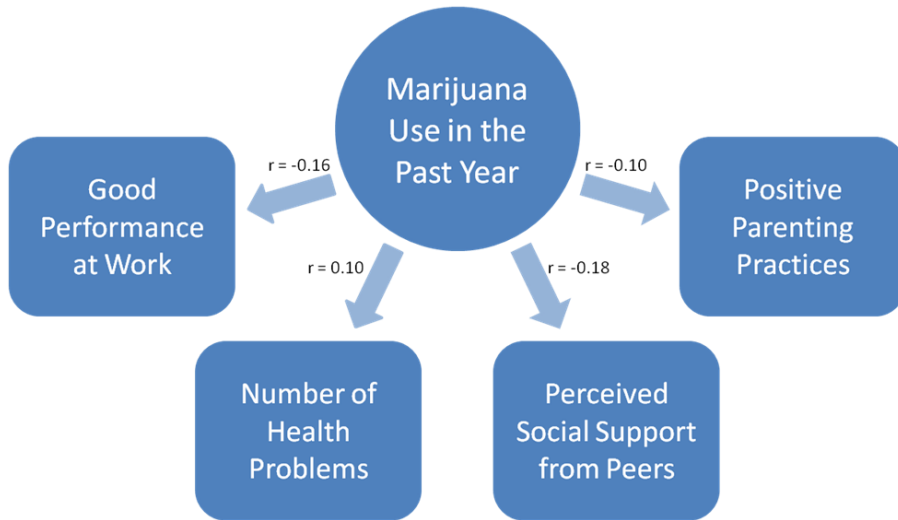 Marijuana
Use in the
Past Year
r = -0.16
r = -0.10
Good
Performance
at Work
Positive
Parenting
Practices
r = 0.10
r = -0.18
Number of
Health
Problems
Perceived
Social Support
from Peers